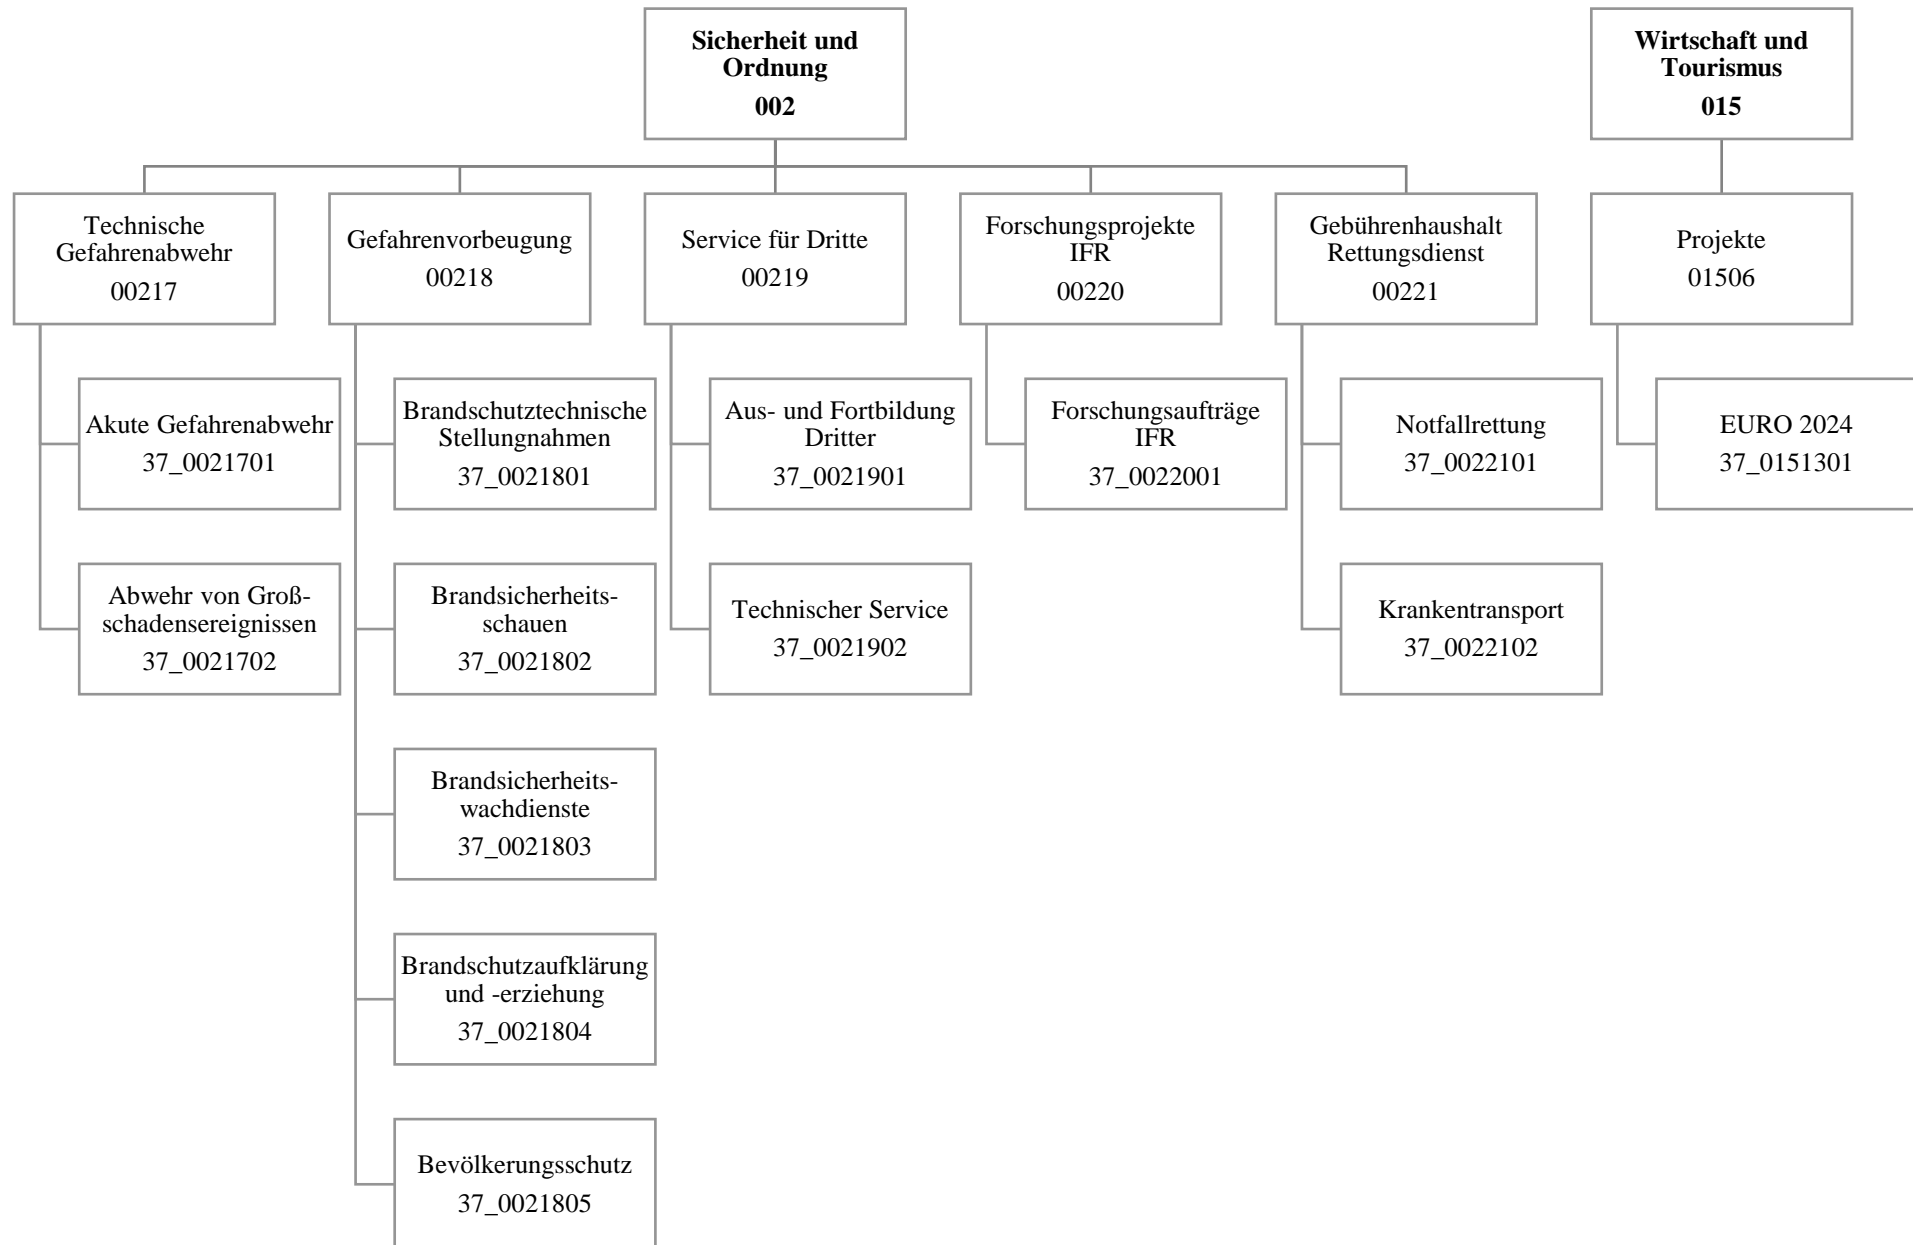 Sicherheit und
Ordnung
002
Wirtschaft und
Tourismus
015
Technische
Gefahrenabwehr
00217
Gefahrenvorbeugung
00218
Service für Dritte
00219
Forschungsprojekte
IFR
00220
Gebührenhaushalt
Rettungsdienst
00221
Projekte
01506
Akute Gefahrenabwehr
37_0021701
Brandschutztechnische
Stellungnahmen
37_0021801
Aus- und Fortbildung
Dritter
37_0021901
Forschungsaufträge
IFR
37_0022001
Notfallrettung
37_0022101
EURO 2024
37_0151301
Abwehr von Groß-
schadensereignissen
37_0021702
Brandsicherheits-
schauen
37_0021802
Technischer Service
37_0021902
Krankentransport
37_0022102
Brandsicherheits-
wachdienste
37_0021803
Brandschutzaufklärung
und -erziehung
37_0021804
Bevölkerungsschutz
37_0021805